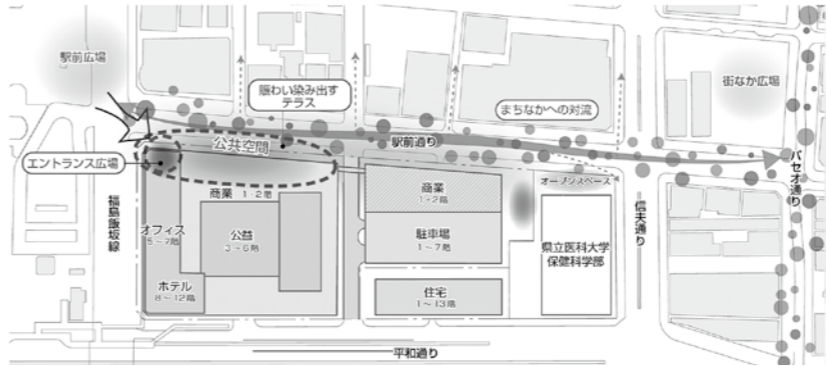 駅前広場
賑わい染み出す
テラス
まちなかへの対流
街なか広場
公共空間
駅前通り
エントランス広場
パセオ通り
福島飯坂線
商業 1・2階
オフィス
5~7階
公益
3~6階
ホテル
8~12階
商業
1・2階
駐車場
1~7階
住宅
1~13階
オープンスペース
県立医科大学
保健科学部
信夫通り
平和通り